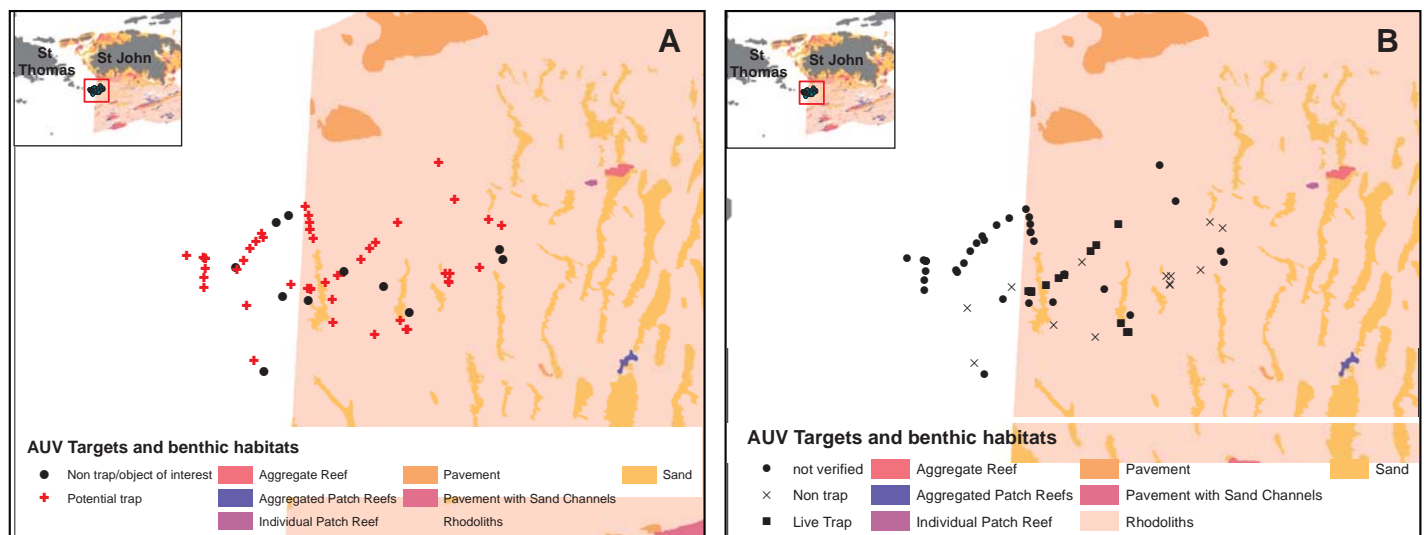 A
St
Thomas
St John
AUV Targets and benthic habitats
Non trap/object of interest
Potential trap
Aggregate Reef
Aggregated Patch Reefs
Individual Patch Reef
Pavement
Pavement with Sand Channels
Rhodoliths
Sand
B
St
Thomas
St John
AUV Targets and benthic habitats
not verified
Non trap
Live Trap
Aggregate Reef
Aggregated Patch Reefs
Individual Patch Reef
Pavement
Pavement with Sand Channels
Rhodoliths
Sand